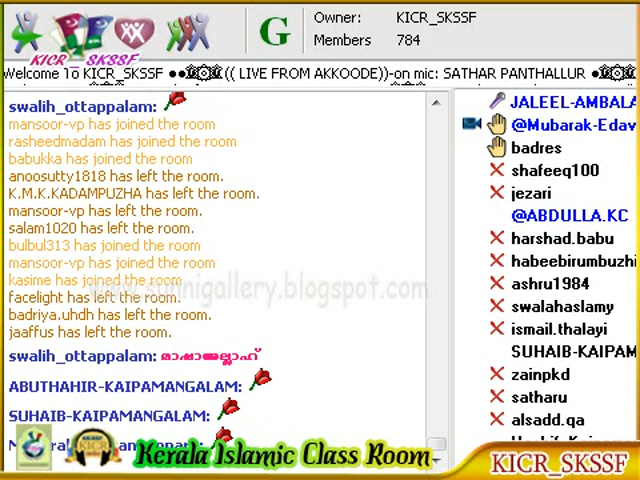 Owner: KICR_SKSSF
G
Members 784
KICR_SKSSF
Welcome To KICR_SKSSF ●●۞۞(( LIVE FROM AKKOODE))-on mic: SATHAR PANTHALLUR ●۞
swalih_ottappalam:
mansoor-vp has joined the room
rasheedmadam has joined the room
babukka has joined the room
anoosutty1818 has left the room.
K.M.K.KADAMPUZHA has left the room.
mansoor-vp has left the room.
salam1020 has left the room.
bulbul313 has joined the room
mansoor-vp has joined the room
kasime has joined the room
facelight has left the room.
badriya.uhdh has left the room.
jaaffus has left the room.
swalih_ottappalam: മാഷാഅല്ലാഹ്
ABUTHAHIR-KAIPAMANGALAM:
SUHAIB-KAIPAMANGALAM:
www.sunnigallery.blogspot.com
JALEEL-AMBALA
@Mubarak-Edav
badres
shafeeq100
jezari
@ABDULLA.KC
harshad.babu
habeebirumbuzhi
ashru1984
swalahaslamy
ismail.thalayi
SUHAIB-KAIPAM
zainpkd
satharu
alsadd.qa
KICR
Kerala Islamic Class Room
KICR_SKSSF